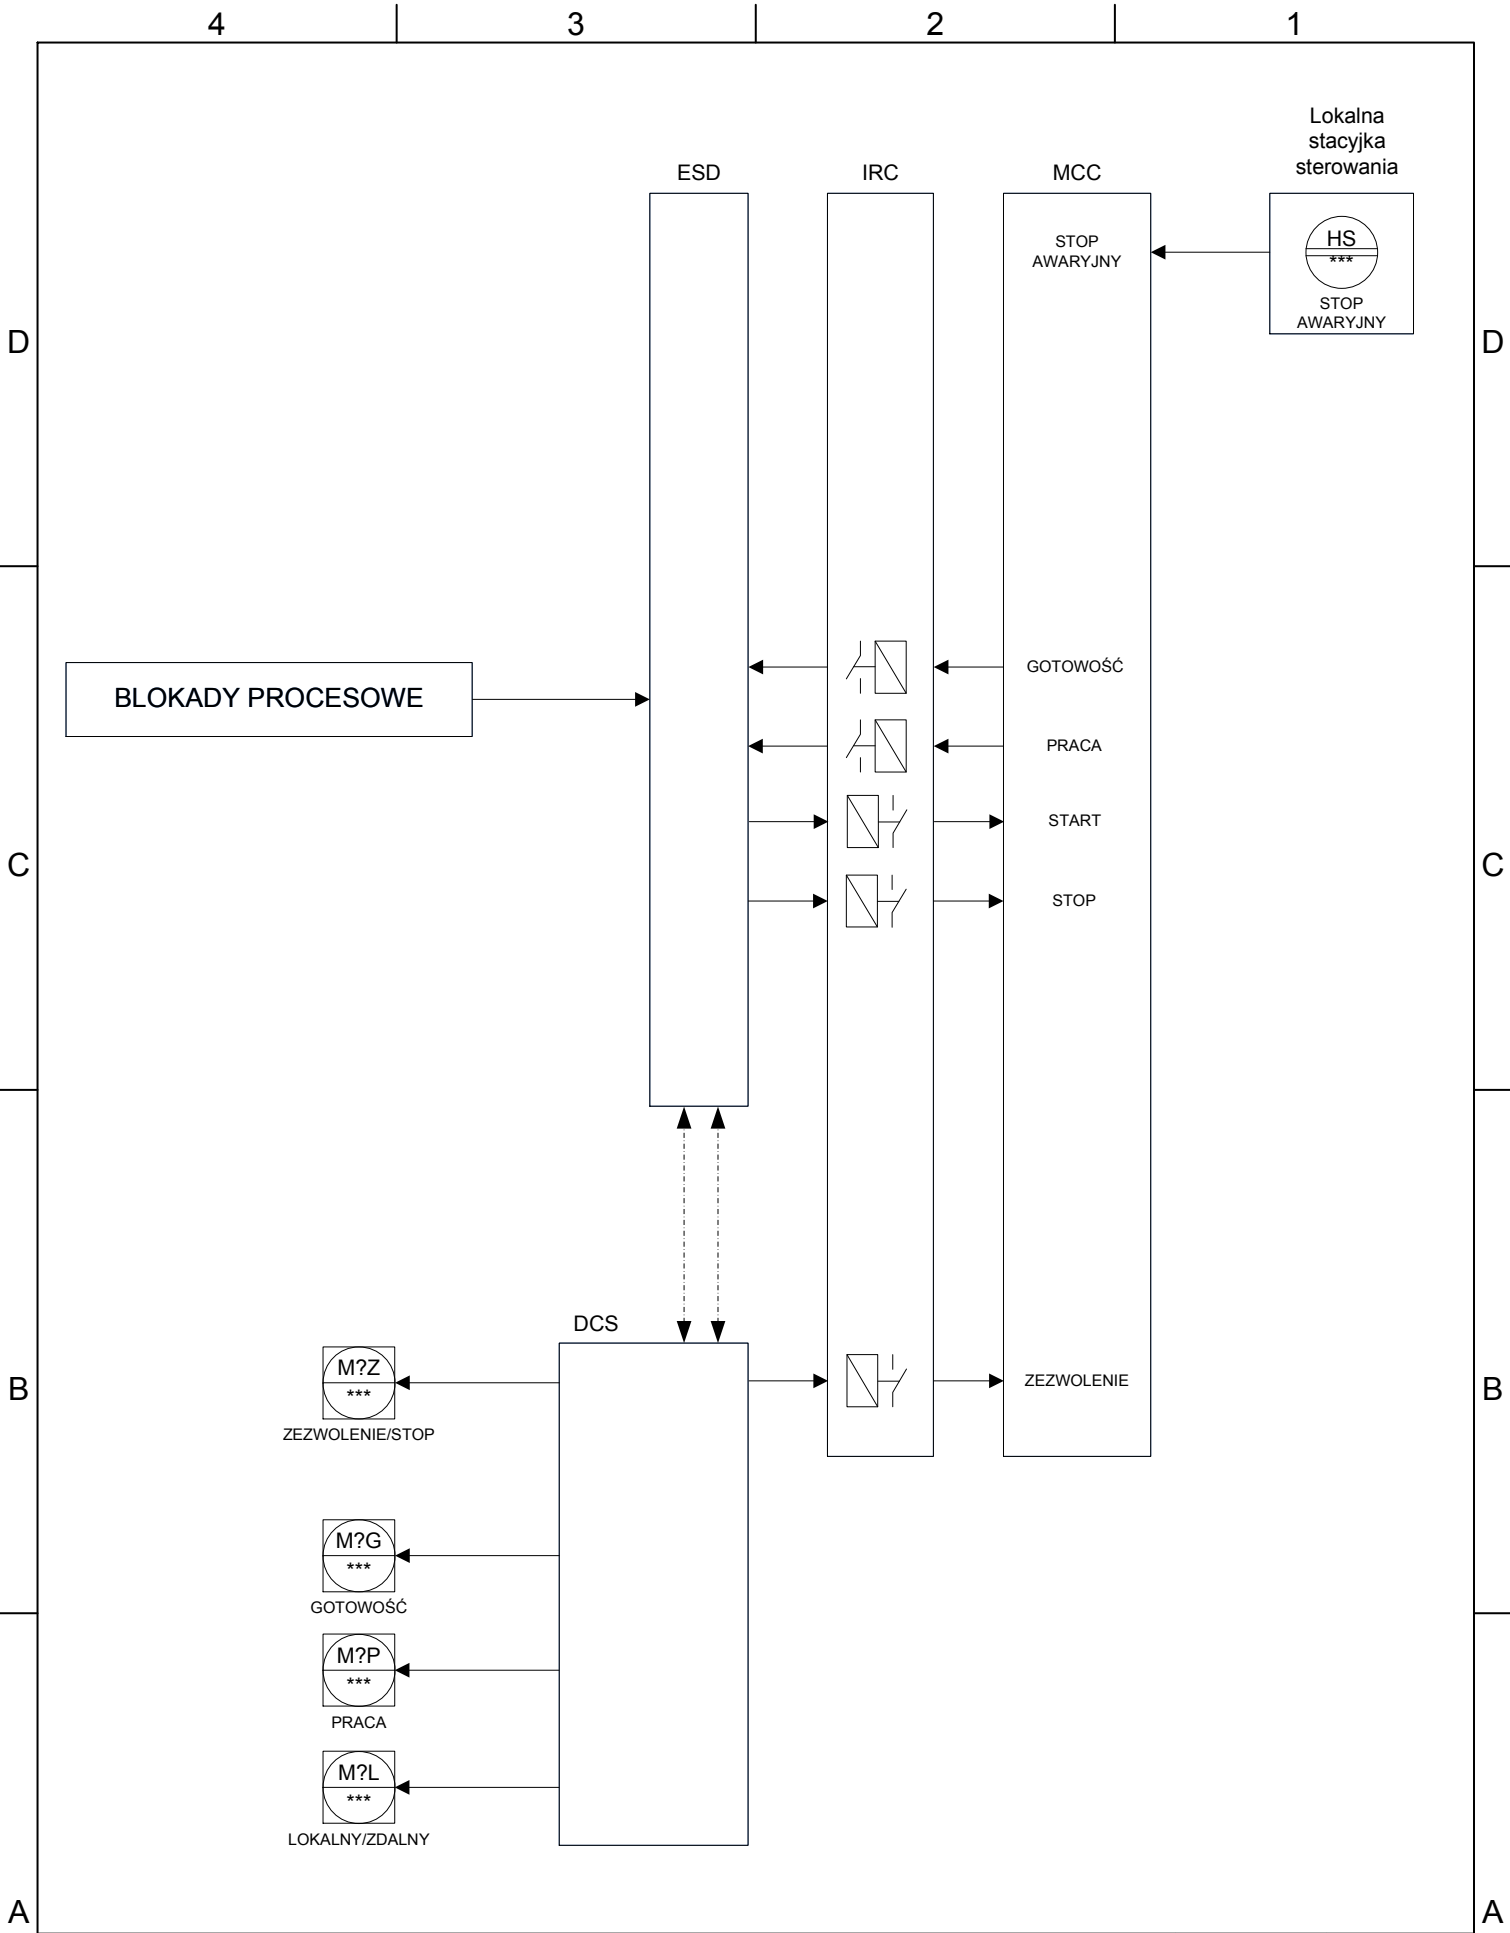 4 3 2 1
Lokalna
stacyjka
sterowania
ESD IRC MCC
STOP
AWARYJNY
HS
***
STOP
AWARYJNY
D D
GOTOWOŚĆ
BLOKADY PROCESOWE
PRACA
START
C C
STOP
DCS
M?Z
***
ZEZWOLENIE/STOP
ZEZWOLENIE
B B
M?G
***
GOTOWOŚĆ
M?P
***
PRACA
M?L
***
LOKALNY/ZDALNY
A A